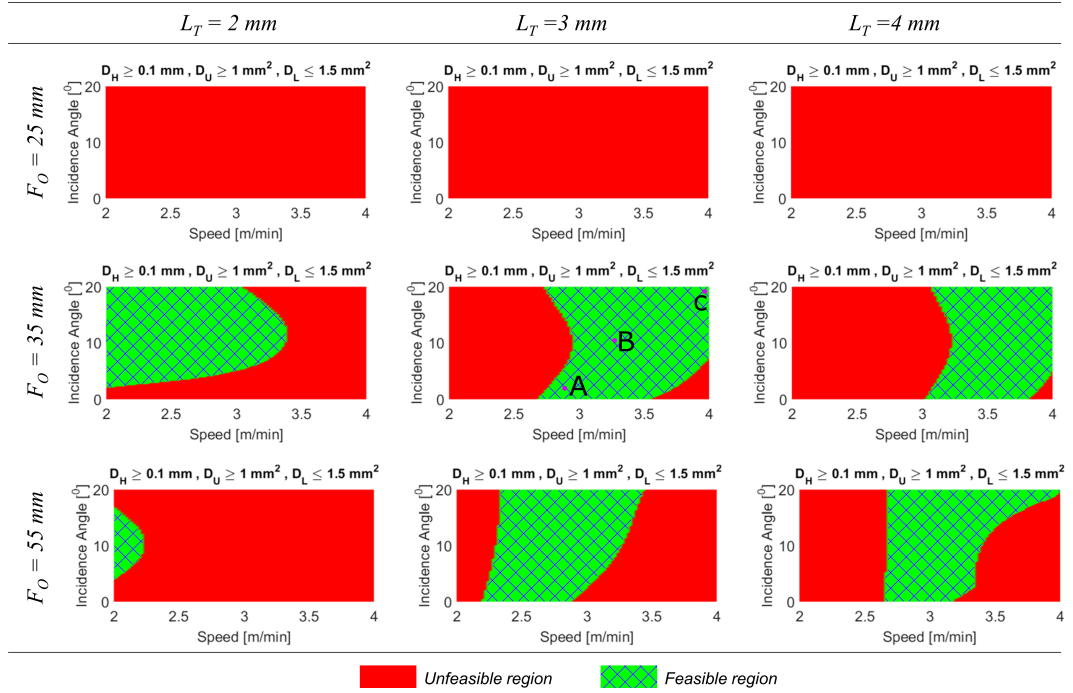 L_T = 2 mm L_T =3 mm L_T =4 mm
F_O = 25 mm
D_H ≥ 0.1 mm , D_U ≥ 1 mm² , D_L ≤ 1.5 mm²
Incidence Angle [⁰]
20
10
0
2 2.5 3 3.5 4
Speed [m/min]
D_H ≥ 0.1 mm , D_U ≥ 1 mm² , D_L ≤ 1.5 mm²
Incidence Angle [⁰]
20
10
0
2 2.5 3 3.5 4
Speed [m/min]
D_H ≥ 0.1 mm , D_U ≥ 1 mm² , D_L ≤ 1.5 mm²
Incidence Angle [⁰]
20
10
0
2 2.5 3 3.5 4
Speed [m/min]
F_O = 35 mm
D_H ≥ 0.1 mm , D_U ≥ 1 mm² , D_L ≤ 1.5 mm²
Incidence Angle [⁰]
20
10
0
2 2.5 3 3.5 4
Speed [m/min]
D_H ≥ 0.1 mm , D_U ≥ 1 mm² , D_L ≤ 1.5 mm²
Incidence Angle [⁰]
20
10
0
C
B
A
2 2.5 3 3.5 4
Speed [m/min]
D_H ≥ 0.1 mm , D_U ≥ 1 mm² , D_L ≤ 1.5 mm²
Incidence Angle [⁰]
20
10
0
2 2.5 3 3.5 4
Speed [m/min]
F_O = 55 mm
D_H ≥ 0.1 mm , D_U ≥ 1 mm² , D_L ≤ 1.5 mm²
Incidence Angle [⁰]
20
10
0
2 2.5 3 3.5 4
Speed [m/min]
D_H ≥ 0.1 mm , D_U ≥ 1 mm² , D_L ≤ 1.5 mm²
Incidence Angle [⁰]
20
10
0
2 2.5 3 3.5 4
Speed [m/min]
D_H ≥ 0.1 mm , D_U ≥ 1 mm² , D_L ≤ 1.5 mm²
Incidence Angle [⁰]
20
10
0
2 2.5 3 3.5 4
Speed [m/min]
Unfeasible region Feasible region